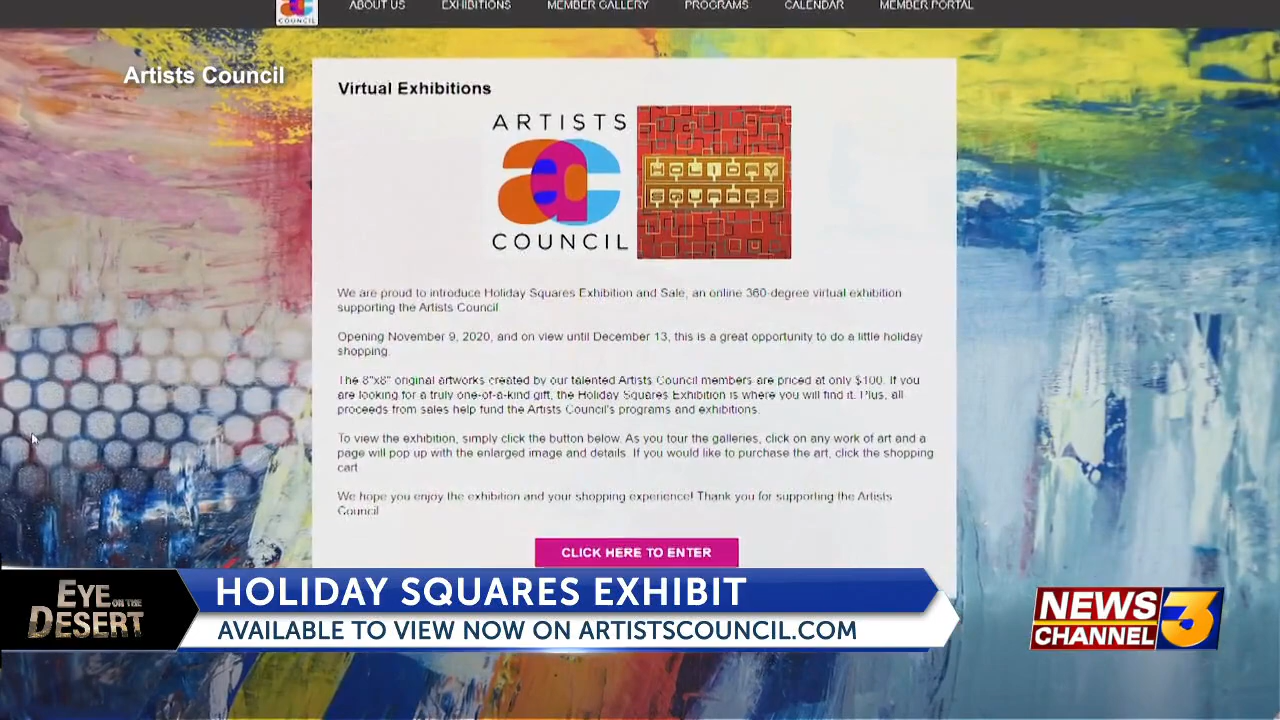 ABOUT US EXHIBITIONS MEMBER GALLERY PROGRAMS CALENDAR MEMBER PORTAL
ac
COUNCIL
Artists Council
Virtual Exhibitions
ARTISTS
ac
COUNCIL
HOLIDAY
SQUARES
We are proud to introduce Holiday Squares Exhibition and Sale, an online 360-degree virtual exhibition
supporting the Artists Council
Opening November 9, 2020, and on view until December 13, this is a great opportunity to do a little holiday
shopping.
The 8"x8" original artworks created by our talented Artists Council members are priced at only $100. If you
are looking for a truly one-of-a-kind gift, the Holiday Squares Exhibition is where you will find it. Plus, all
proceeds from sales help fund the Artists Council's programs and exhibitions.
To view the exhibition, simply click the button below. As you tour the galleries, click on any work of art and a
page will pop up with the enlarged image and details. If you would like to purchase the art, click the shopping
cart
We hope you enjoy the exhibition and your shopping experience! Thank you for supporting the Artists
Council
CLICK HERE TO ENTER
EYE ON THE
DESERT
HOLIDAY SQUARES EXHIBIT
AVAILABLE TO VIEW NOW ON ARTISTSCOUNCIL.COM
NEWS
CHANNEL 3